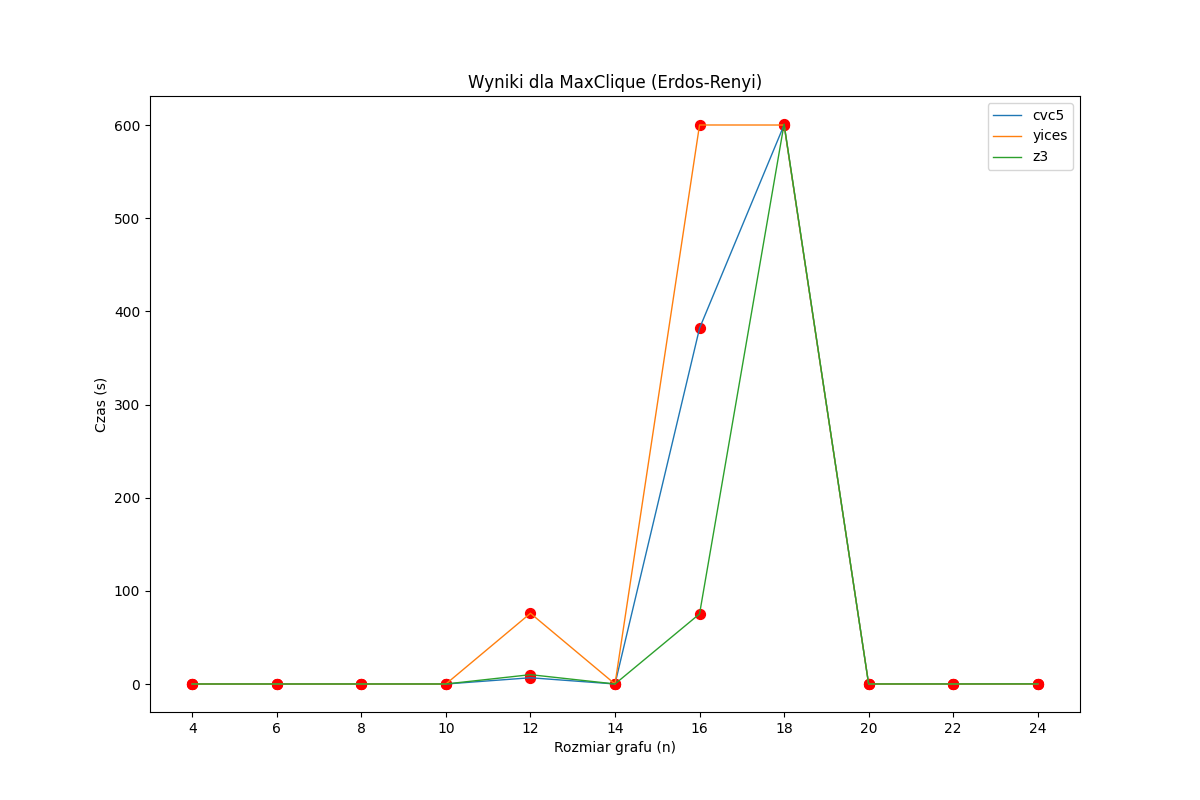 Wyniki dla MaxClique (Erdos-Renyi)
cvc5
yices
z3
600
500
400
300
200
100
0
Czas (s)
4 6 8 10 12 14 16 18 20 22 24
Rozmiar grafu (n)